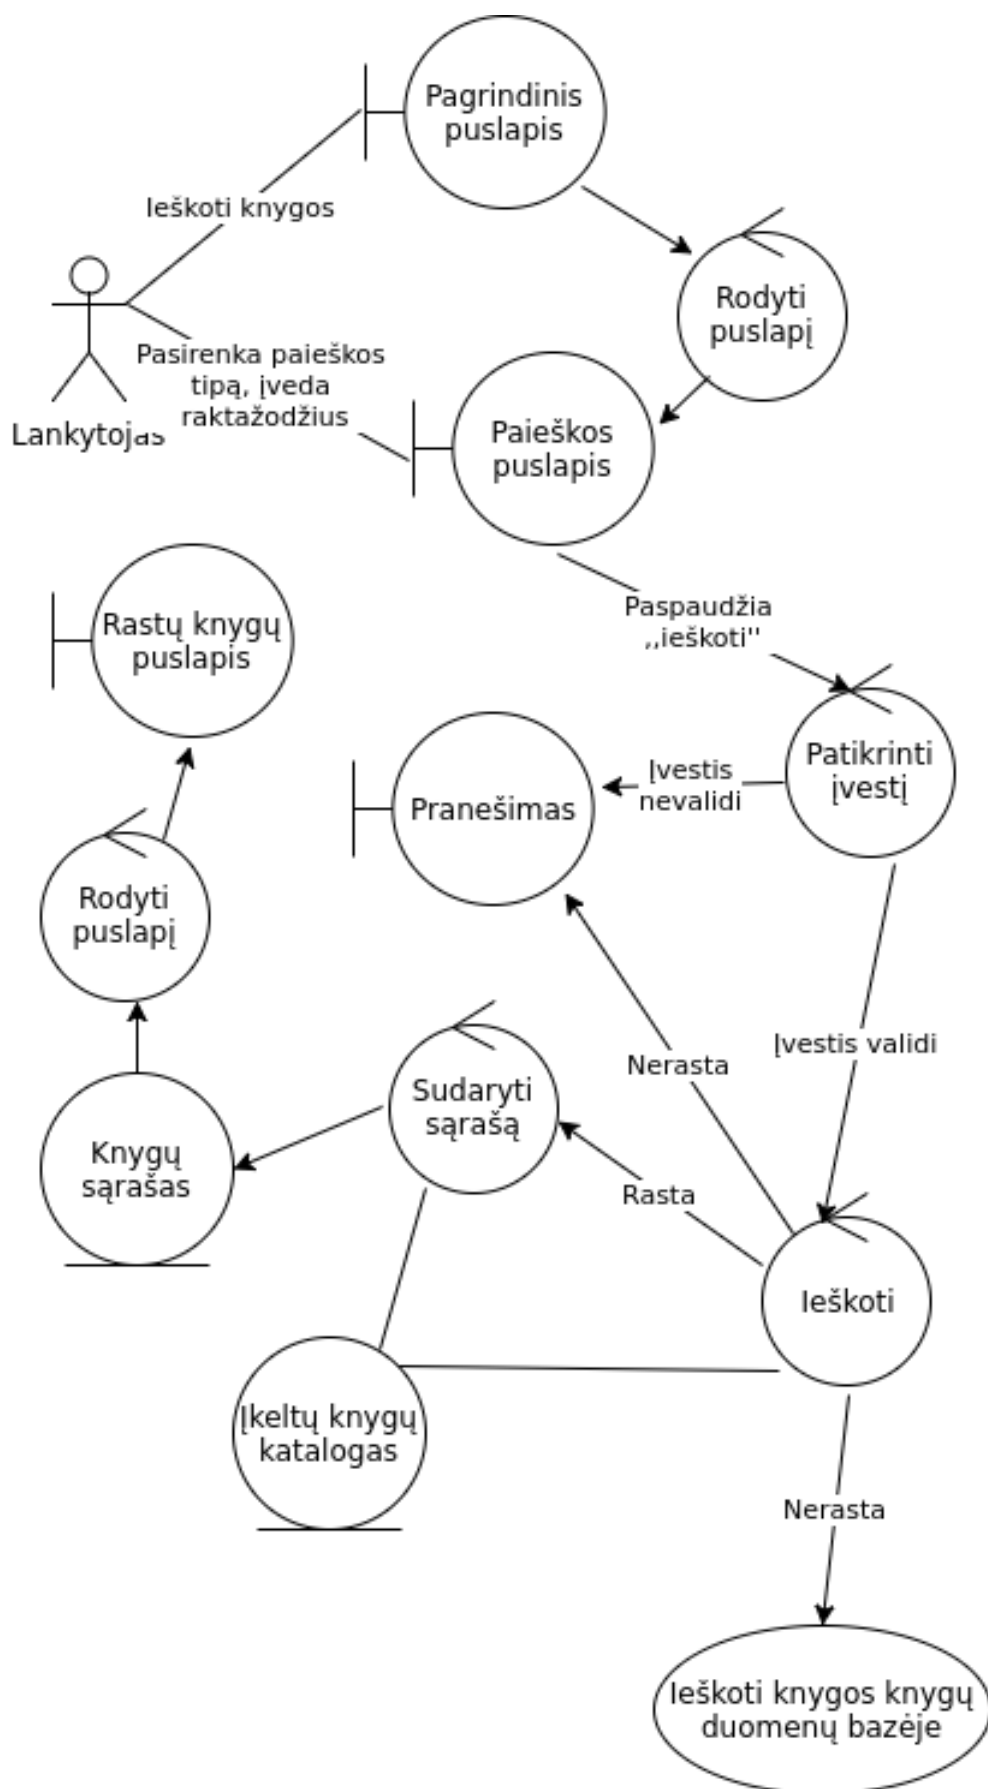 Pagrindinis
puslapis
Ieškoti knygos
Rodyti
puslapį
Pasirenka paieškos
tipą, įveda
raktažodžius
Lankytojas
Paieškos
puslapis
Rastų knygų
puslapis
Paspaudžia
,,ieškoti"
Patikrinti
įvestį
Įvestis
nevalidi
Pranešimas
Rodyti
puslapį
Įvestis validi
Nerasta
Sudaryti
sąrašą
Knygų
sąrašas
Rasta
Ieškoti
Įkeltų knygų
katalogas
Nerasta
Ieškoti knygos knygų
duomenų bazėje